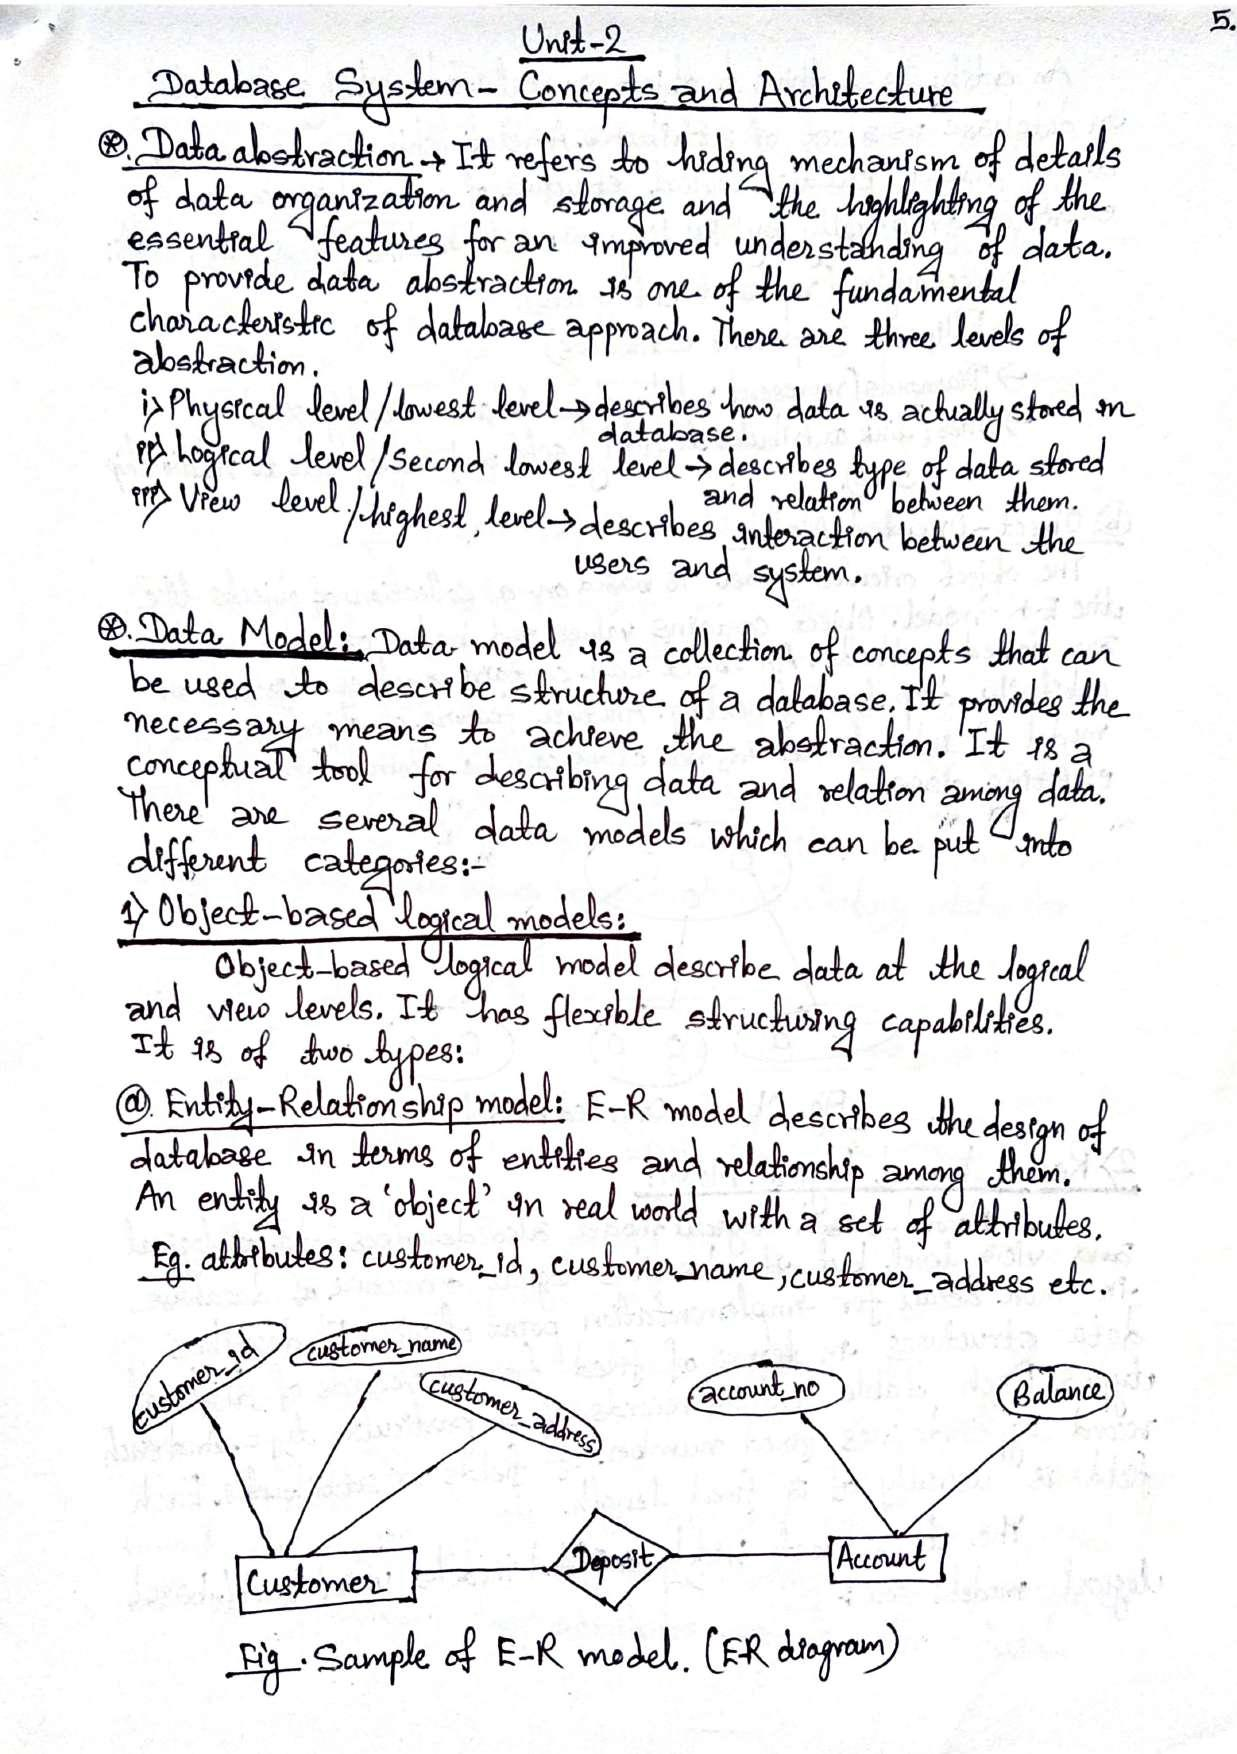 5.
Unit-2
Database System- Concepts and Architecture
⊛. Data abstraction → It refers to hiding mechanism of details
of data organization and storage and the highlighting of the
essential features for an improved understanding of data.
To provide data abstraction is one of the fundamental
characteristic of database approach. There are three levels of
abstraction.
i> Physical level/lowest level → describes how data is actually stored in
database.
ii> Logical level/second lowest level → describes type of data stored
and relation between them.
iii> View level/highest level → describes interaction between the
users and system.
⊛. Data Model: Data model is a collection of concepts that can
be used to describe structure of a database. It provides the
necessary means to achieve the abstraction. It is a
conceptual tool for describing data and relation among data.
There are several data models which can be put into
different categories:-
1> Object-based logical models:
Object-based logical model describe data at the logical
and view levels. It has flexible structuring capabilities.
It is of two types:
@. Entity-Relationship model: E-R model describes the design of
database in terms of entities and relationship among them.
An entity is a 'object' in real world with a set of attributes.
Eg. attributes: customer_id, customer_name, customer_address etc.
customer_id
customer_name
customer_address
account_no
Balance
Customer
Deposit
Account
Fig. Sample of E-R model. (E-R diagram)